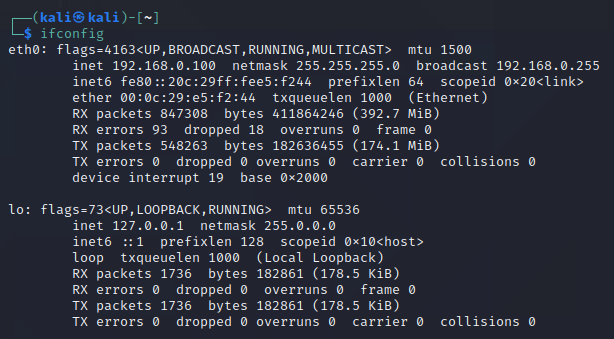 ┌──(kali㉿kali)-[~]
└─$ ifconfig
eth0: flags=4163<UP,BROADCAST,RUNNING,MULTICAST>  mtu 1500
        inet 192.168.0.100  netmask 255.255.255.0  broadcast 192.168.0.255
        inet6 fe80::20c:29ff:fee5:f244  prefixlen 64  scopeid 0×20<link>
        ether 00:0c:29:e5:f2:44  txqueuelen 1000  (Ethernet)
        RX packets 847308  bytes 411864246 (392.7 MiB)
        RX errors 93  dropped 18  overruns 0  frame 0
        TX packets 548263  bytes 182636455 (174.1 MiB)
        TX errors 0  dropped 0 overruns 0  carrier 0  collisions 0
        device interrupt 19  base 0×2000

lo: flags=73<UP,LOOPBACK,RUNNING>  mtu 65536
        inet 127.0.0.1  netmask 255.0.0.0
        inet6 ::1  prefixlen 128  scopeid 0×10<host>
        loop  txqueuelen 1000  (Local Loopback)
        RX packets 1736  bytes 182861 (178.5 KiB)
        RX errors 0  dropped 0  overruns 0  frame 0
        TX packets 1736  bytes 182861 (178.5 KiB)
        TX errors 0  dropped 0 overruns 0  carrier 0  collisions 0